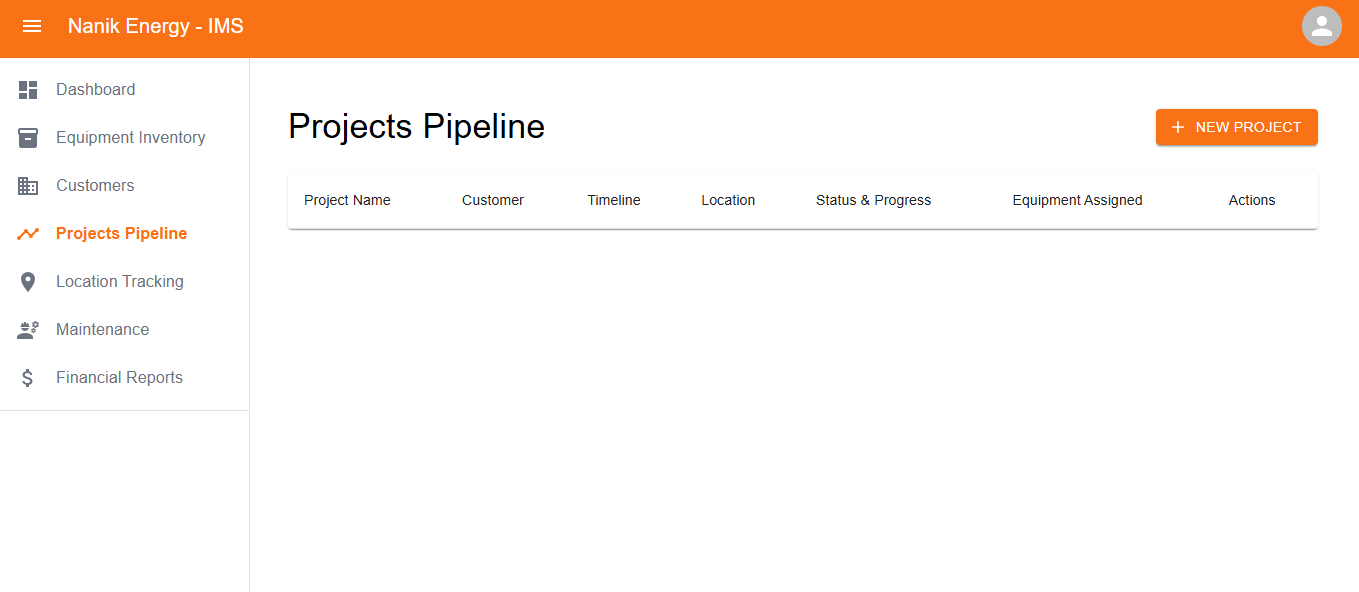 Nanik Energy - IMS
Dashboard
Equipment Inventory
Customers
Projects Pipeline
Location Tracking
Maintenance
Financial Reports
Projects Pipeline
NEW PROJECT
Project Name Customer Timeline Location Status & Progress Equipment Assigned Actions